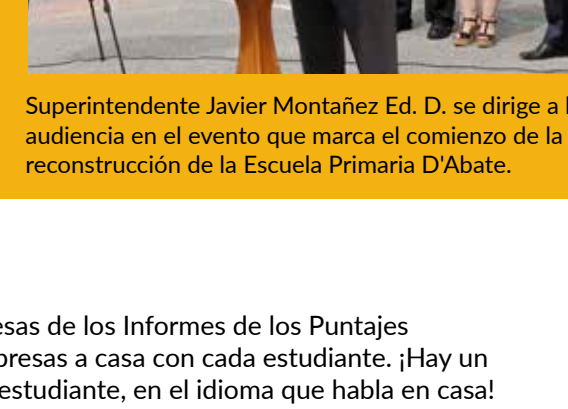 Superintendente Javier Montañez Ed. D. se dirige a
audiencia en el evento que marca el comienzo de la
reconstrucción de la Escuela Primaria D'Abate.
de los Informes de los Puntajes
a casa con cada estudiante. ¡Hay un
estudiante, en el idioma que habla en casa!